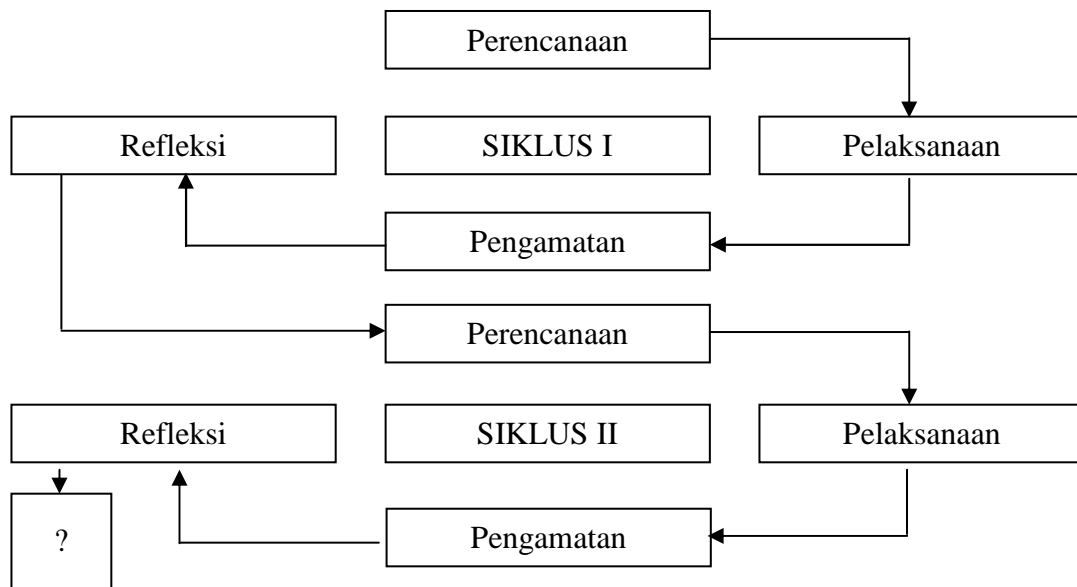 Perencanaan
Refleksi
SIKLUS I
Pelaksanaan
Pengamatan
Perencanaan
Refleksi
SIKLUS II
Pelaksanaan
?
Pengamatan